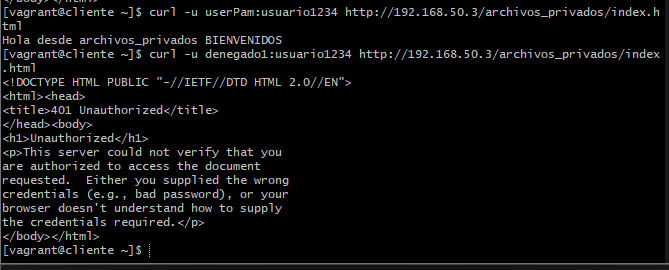 </body></html>
[vagrant@cliente ~]$ curl -u userPam:usuario1234 http://192.168.50.3/archivos_privados/index.h
tml
Hola desde archivos_privados BIENVENIDOS
[vagrant@cliente ~]$ curl -u denegado1:usuario1234 http://192.168.50.3/archivos_privados/index
.html
<!DOCTYPE HTML PUBLIC "-//IETF//DTD HTML 2.0//EN">
<html><head>
<title>401 Unauthorized</title>
</head><body>
<h1>Unauthorized</h1>
<p>This server could not verify that you
are authorized to access the document
requested.  Either you supplied the wrong
credentials (e.g., bad password), or your
browser doesn't understand how to supply
the credentials required.</p>
</body></html>
[vagrant@cliente ~]$